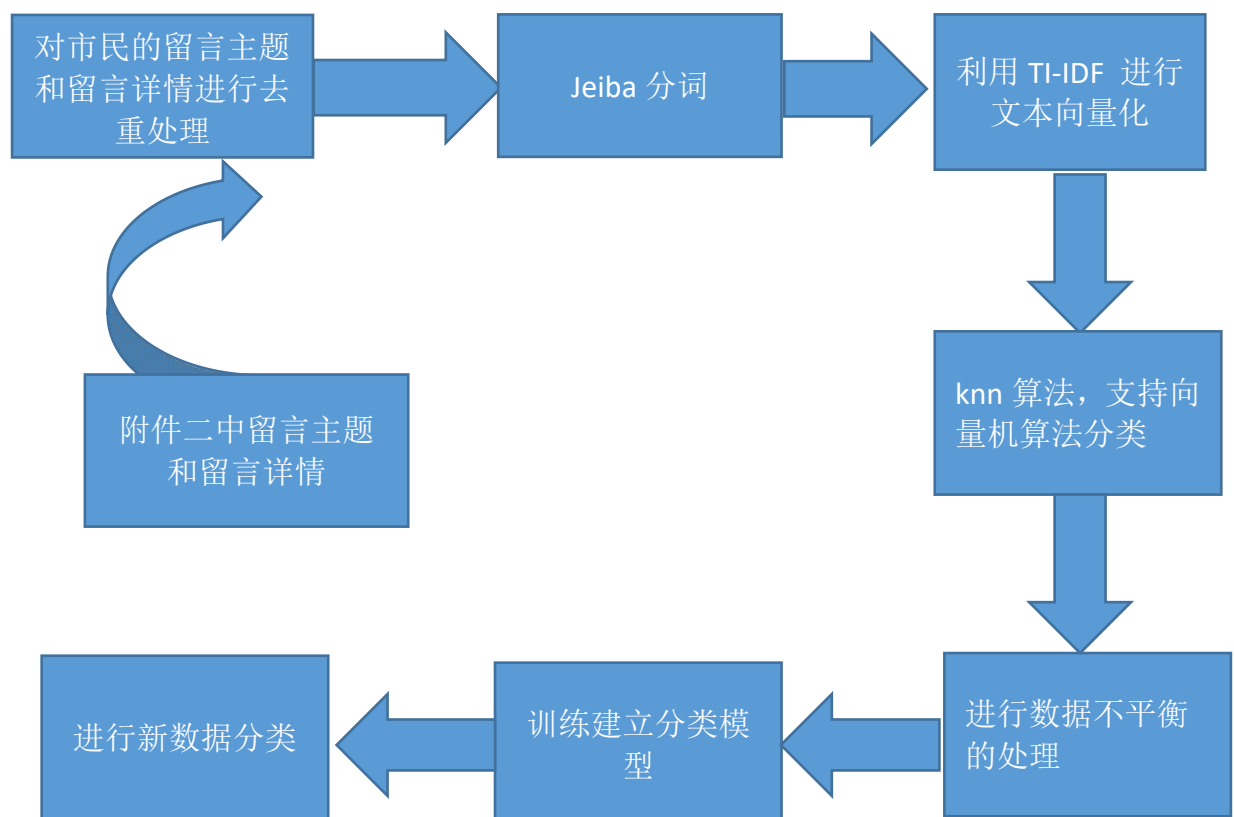 对市民的留言主题
和留言详情进行去
重处理
Jeiba 分词
利用 TI-IDF 进行
文本向量化
附件二中留言主题
和留言详情
knn 算法，支持向
量机算法分类
进行新数据分类
训练建立分类模
型
进行数据不平衡
的处理